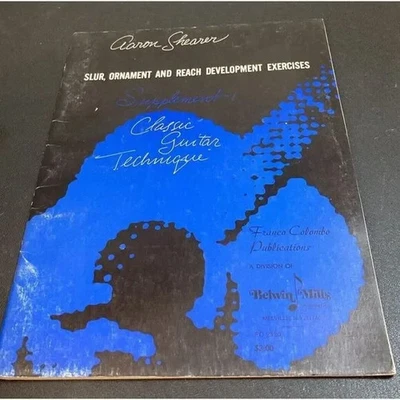 Aaron Shearer
SLUR, ORNAMENT AND REACH DEVELOPMENT EXERCISES
Supplement 1
Classic
Guitar
Technique
Franco Colombo
Publications
A DIVISION OF
Belwin Mills